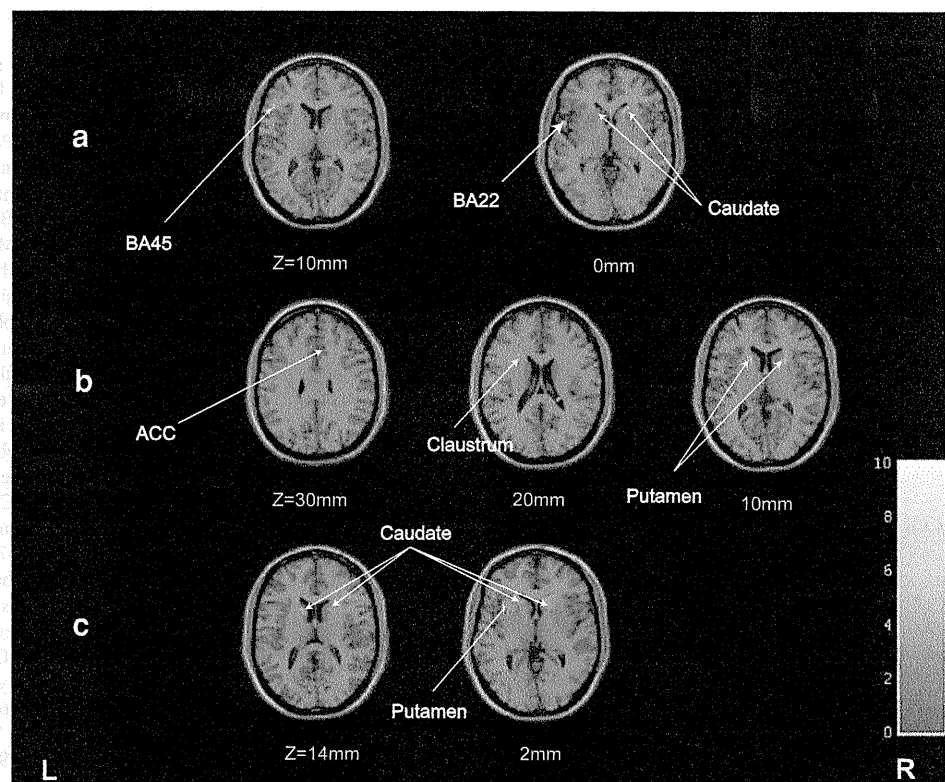 a
BA45
BA22
Caudate
Z=10mm
0mm
b
ACC
Claustrum
Putamen
Z=30mm
20mm
10mm
10
8
6
4
2
0
Caudate
c
Putamen
Z=14mm
2mm
L
R